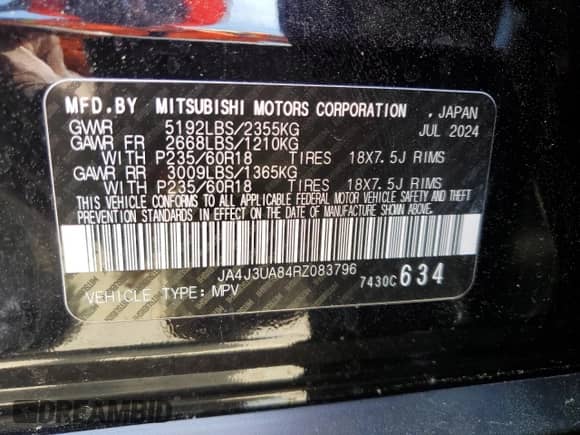 MFD.BY MITSUBISHI MOTORS CORPORATION , JAPAN
GVWR 5192LBS/2355KG JUL 2024
GAWR FR 2668LBS/1210KG
WITH P235/60R18 TIRES 18X7.5J RIMS
GAWR RR 3009LBS/1365KG
WITH P235/60R18 TIRES 18X7.5J RIMS
THIS VEHICLE CONFORMS TO ALL APPLICABLE FEDERAL MOTOR VEHICLE SAFETY AND THEFT
PREVENTION STANDARDS IN EFFECT ON THE DATE OF MANUFACTURE SHOWN ABOVE.
JA4J3UA84RZ083796
VEHICLE TYPE: MPV 7430C 634
DREAMBID